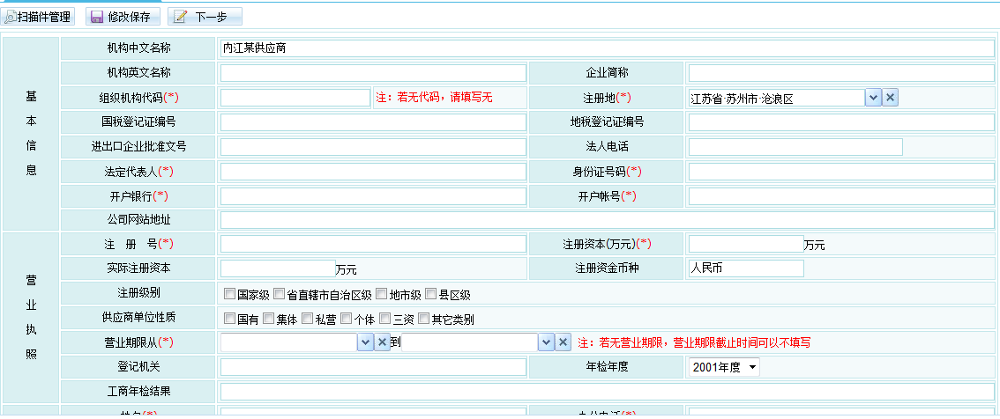 扫描件管理 修改保存 下一步
基本信息
机构中文名称 内江某供应商
机构英文名称 企业简称
组织机构代码(*) 注：若无代码，请填写无 注册地(*) 江苏省·苏州市·沧浪区
国税登记证编号 地税登记证编号
进出口企业批准文号 法人电话
法定代表人(*) 身份证号码(*)
开户银行(*) 开户帐号(*)
公司网站地址
营业执照
注 册 号(*) 注册资本(万元)(*) 万元
实际注册资本 万元 注册资金币种 人民币
注册级别 国家级 省直辖市自治区级 地市级 县区级
供应商单位性质 国有 集体 私营 个体 三资 其它类别
营业期限从(*) 到 注：若无营业期限，营业期限截止时间可以不填写
登记机关 年检年度 2001年度
工商年检结果